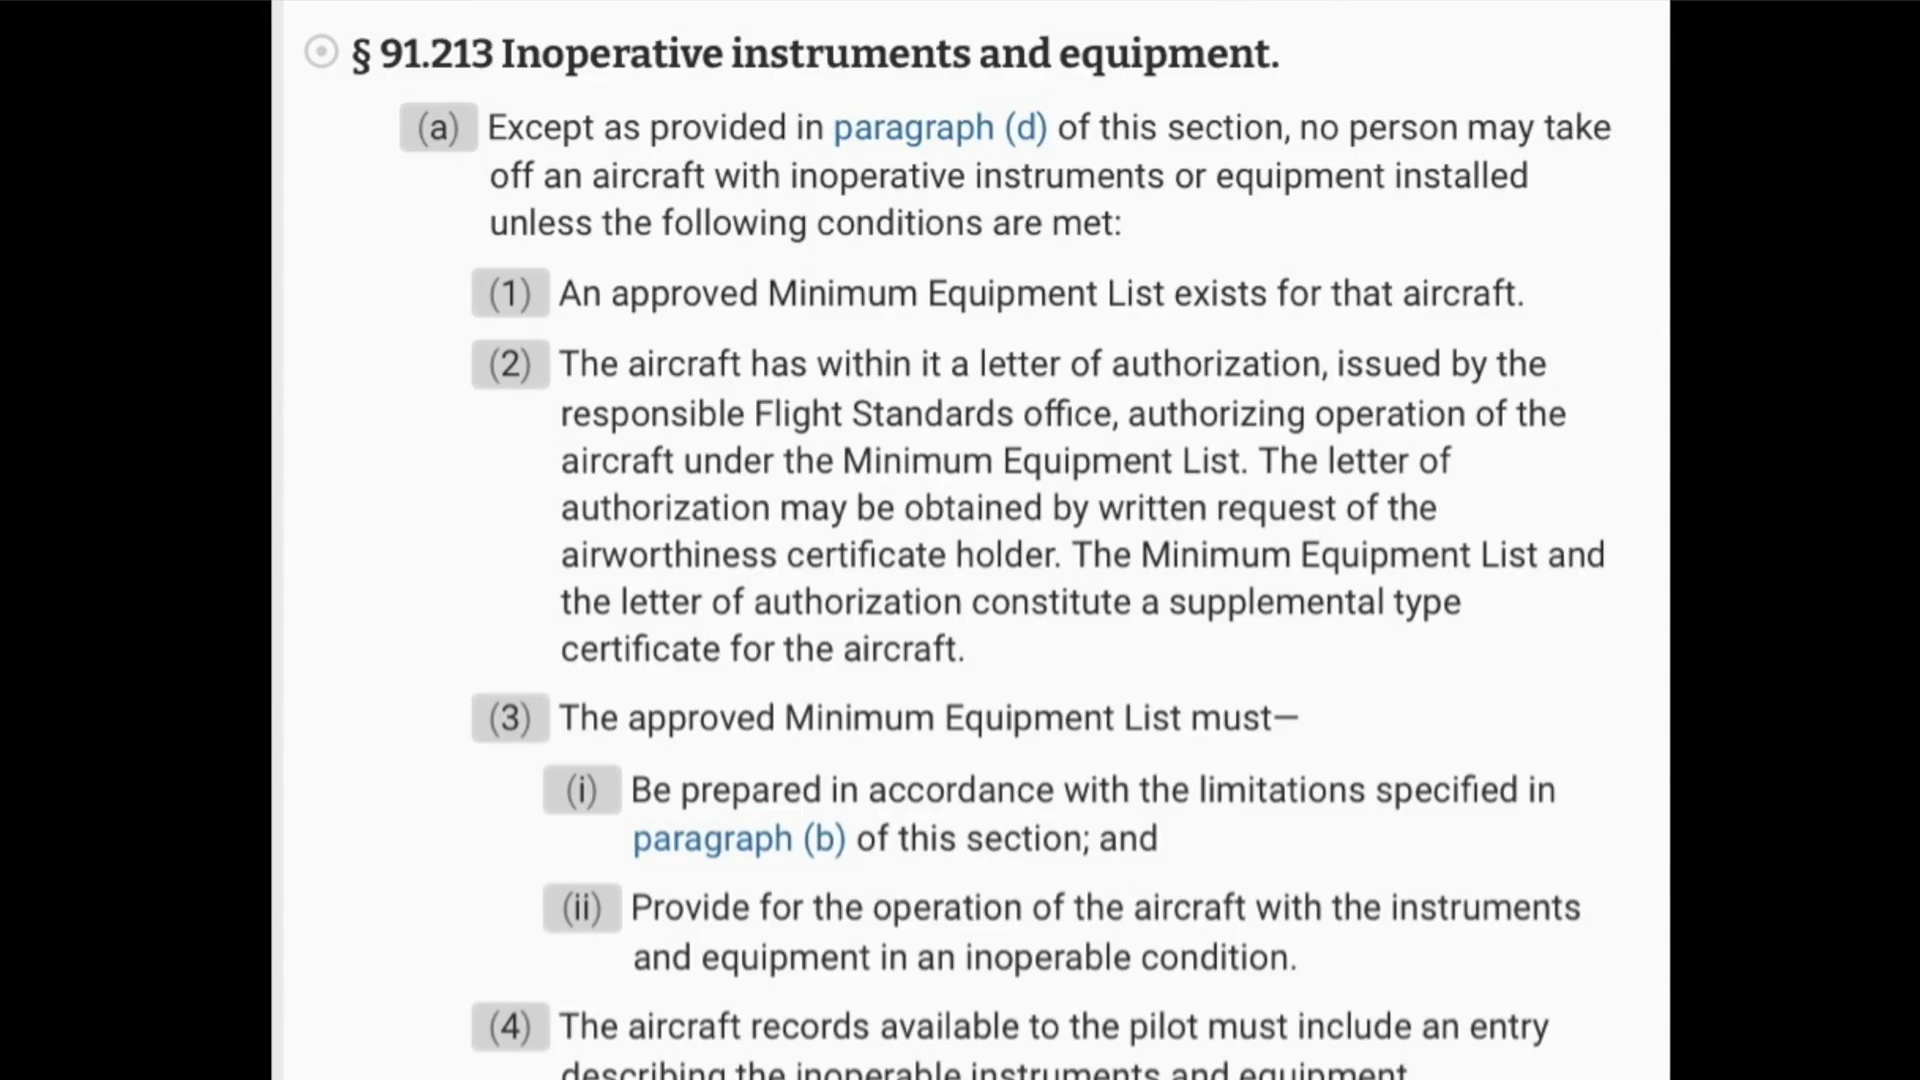 § 91.213 Inoperative instruments and equipment.
(a) Except as provided in paragraph (d) of this section, no person may take
off an aircraft with inoperative instruments or equipment installed
unless the following conditions are met:
(1) An approved Minimum Equipment List exists for that aircraft.
(2) The aircraft has within it a letter of authorization, issued by the
responsible Flight Standards office, authorizing operation of the
aircraft under the Minimum Equipment List. The letter of
authorization may be obtained by written request of the
airworthiness certificate holder. The Minimum Equipment List and
the letter of authorization constitute a supplemental type
certificate for the aircraft.
(3) The approved Minimum Equipment List must—
(i) Be prepared in accordance with the limitations specified in
paragraph (b) of this section; and
(ii) Provide for the operation of the aircraft with the instruments
and equipment in an inoperable condition.
(4) The aircraft records available to the pilot must include an entry
describing the inoperable instruments and equipment